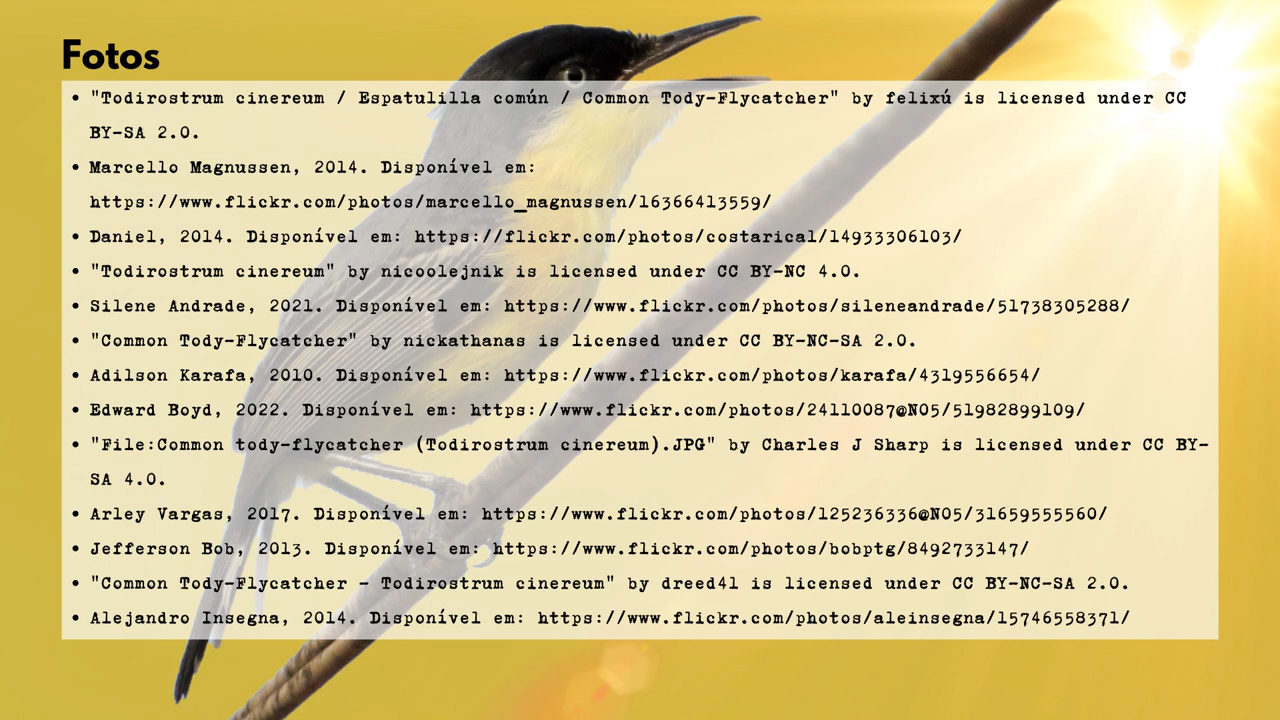 Fotos
• "Todirostrum cinereum / Espatulilla común / Common Tody-Flycatcher" by felixú is licensed under CC
BY-SA 2.0.
• Marcello Magnussen, 2014. Disponível em:
https://www.flickr.com/photos/marcello_magnussen/16366413559/
• Daniel, 2014. Disponível em: https://flickr.com/photos/costarical/14933306103/
• "Todirostrum cinereum" by nicoolejnik is licensed under CC BY-NC 4.0.
• Silene Andrade, 2021. Disponível em: https://www.flickr.com/photos/sileneandrade/51738305288/
• "Common Tody-Flycatcher" by nickathanas is licensed under CC BY-NC-SA 2.0.
• Adilson Karafa, 2010. Disponível em: https://www.flickr.com/photos/karafa/4319556654/
• Edward Boyd, 2022. Disponível em: https://www.flickr.com/photos/24110087@N05/51982899109/
• "File:Common tody-flycatcher (Todirostrum cinereum).JPG" by Charles J Sharp is licensed under CC BY-
SA 4.0.
• Arley Vargas, 2017. Disponível em: https://www.flickr.com/photos/125236336@N05/31659555560/
• Jefferson Bob, 2013. Disponível em: https://www.flickr.com/photos/bobptg/8492733147/
• "Common Tody-Flycatcher - Todirostrum cinereum" by dreed41 is licensed under CC BY-NC-SA 2.0.
• Alejandro Insegna, 2014. Disponível em: https://www.flickr.com/photos/aleinsegna/15746558371/